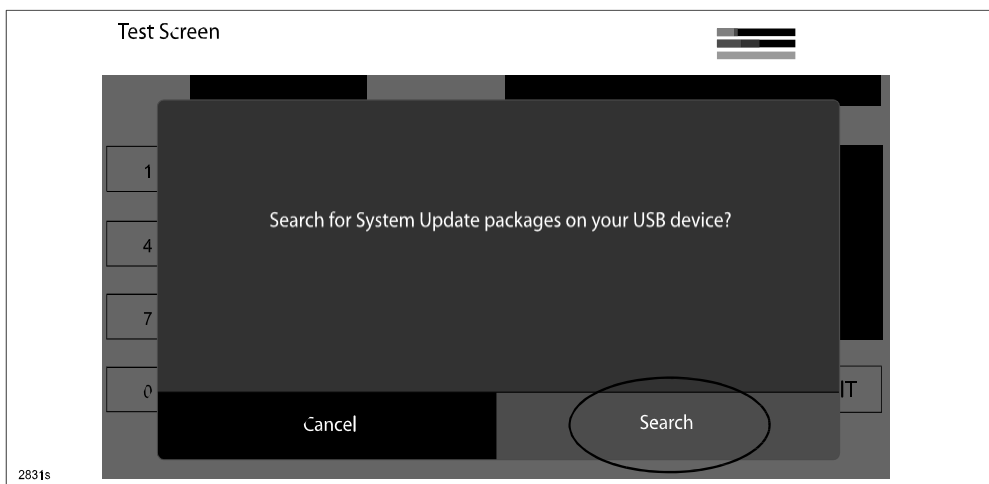 Test Screen
1
Search for System Update packages on your USB device?
4
7
0
IT
Cancel
Search
2831s